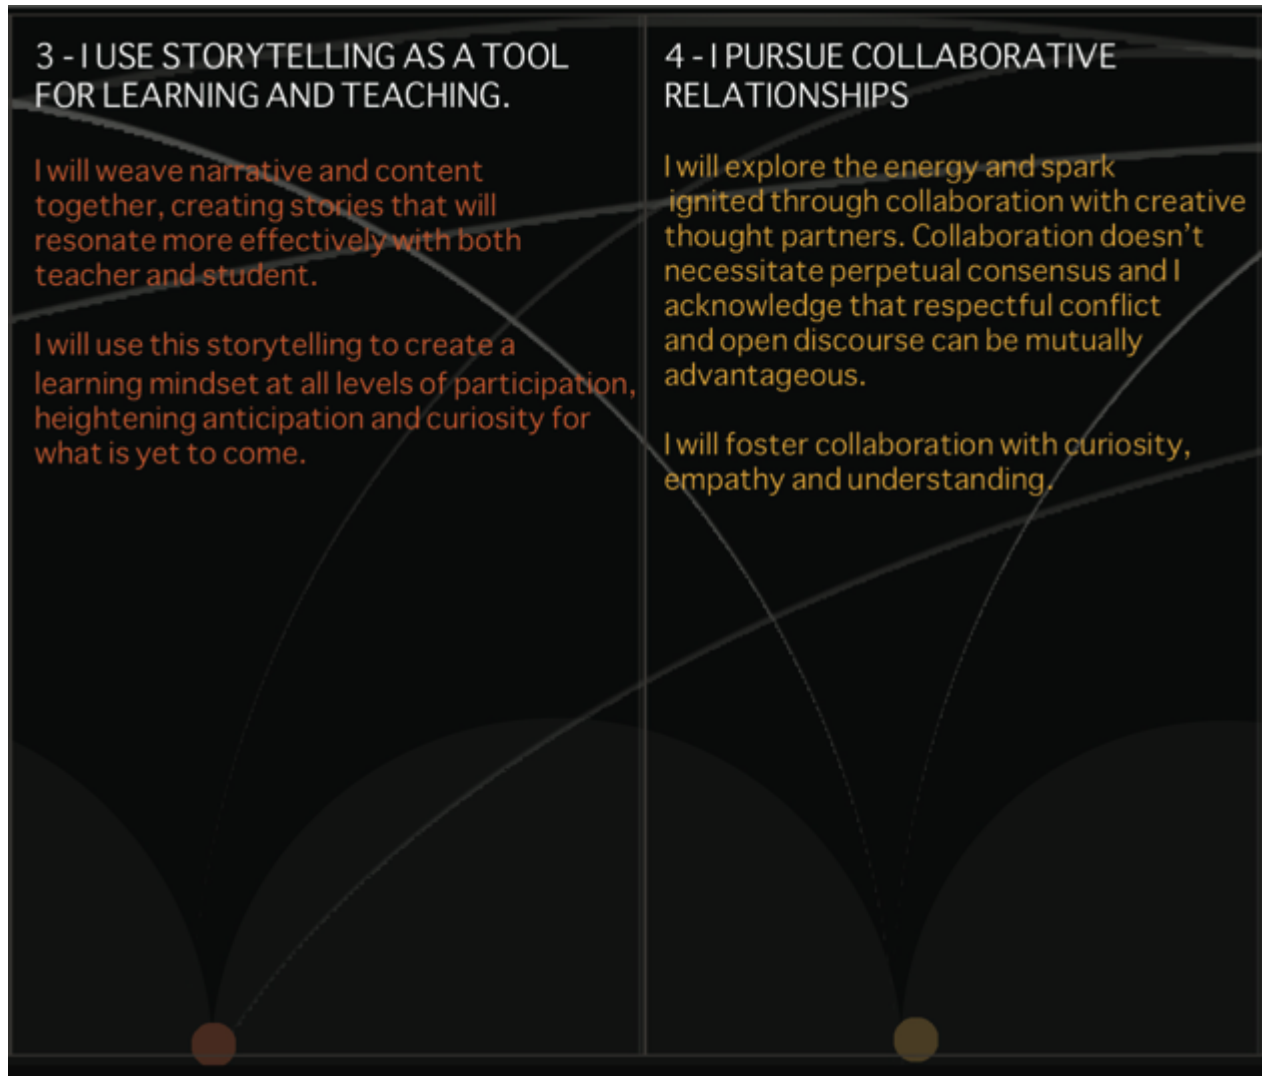 3 - I USE STORYTELLING AS A TOOL
FOR LEARNING AND TEACHING.
I will weave narrative and content
together, creating stories that will
resonate more effectively with both
teacher and student.
I will use this storytelling to create a
learning mindset at all levels of participation,
heightening anticipation and curiosity for
what is yet to come.
4 - I PURSUE COLLABORATIVE
RELATIONSHIPS
I will explore the energy and spark
ignited through collaboration with creative
thought partners. Collaboration doesn't
necessitate perpetual consensus and I
acknowledge that respectful conflict
and open discourse can be mutually
advantageous.
I will foster collaboration with curiosity,
empathy and understanding.